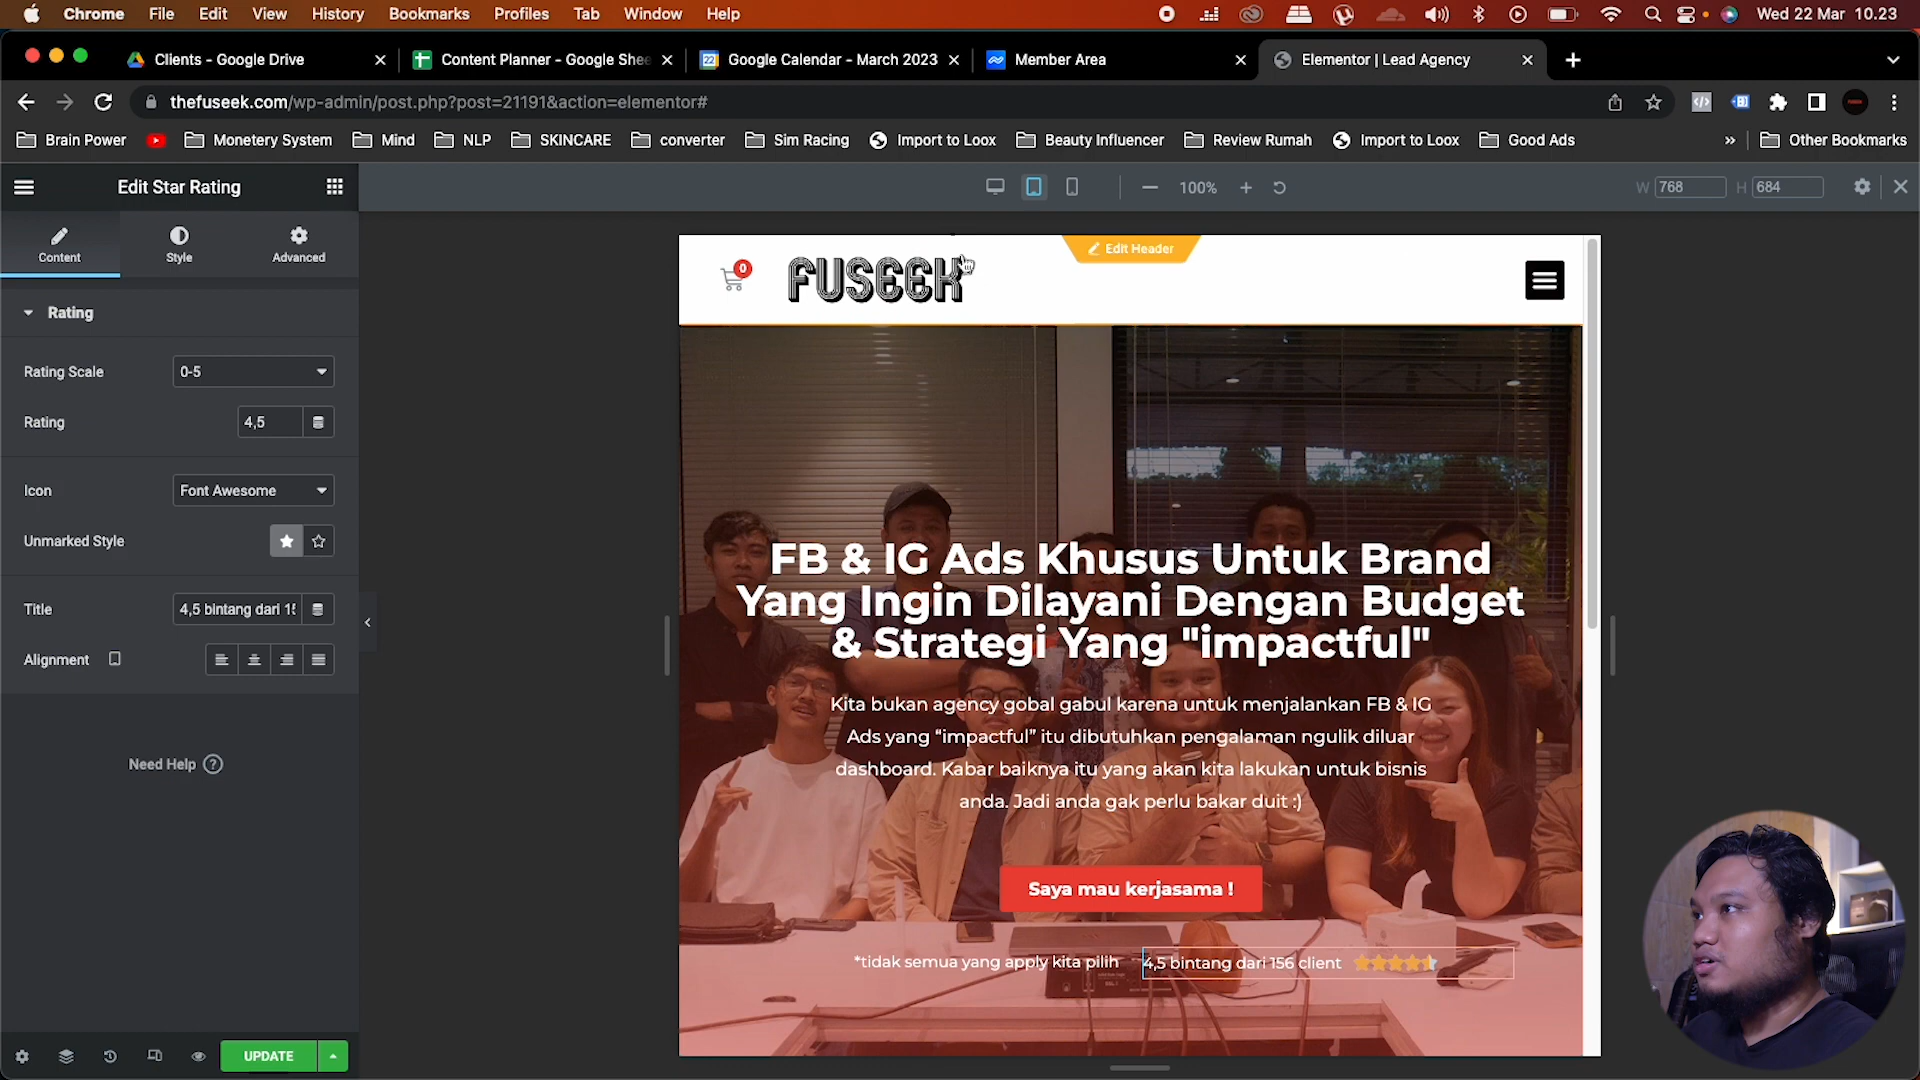 Chrome File Edit View History Bookmarks Profiles Tab Window Help Wed 22 Mar 10.23
Clients - Google Drive
Content Planner - Google Shee
22 Google Calendar - March 2023
Member Area
Elementor | Lead Agency
thefuseek.com/wp-admin/post.php?post=21191&action=elementor#
Brain Power Monetery System Mind NLP SKINCARE converter Sim Racing Import to Loox Beauty Influencer Review Rumah Import to Loox Good Ads » Other Bookmarks
Edit Star Rating
100%
W 768 H 684
Content Style Advanced
Rating
Rating Scale 0-5
Rating 4,5
Icon Font Awesome
Unmarked Style
Title 4,5 bintang dari 15
Alignment
Need Help ?
UPDATE
Edit Header
0 FUSEEK
FB & IG Ads Khusus Untuk Brand
Yang Ingin Dilayani Dengan Budget
& Strategi Yang "impactful"
Kita bukan agency gobal gabul karena untuk menjalankan FB & IG
Ads yang “impactful” itu dibutuhkan pengalaman ngulik diluar
dashboard. Kabar baiknya itu yang akan kita lakukan untuk bisnis
anda. Jadi anda gak perlu bakar duit :)
Saya mau kerjasama !
*tidak semua yang apply kita pilih
4,5 bintang dari 156 client